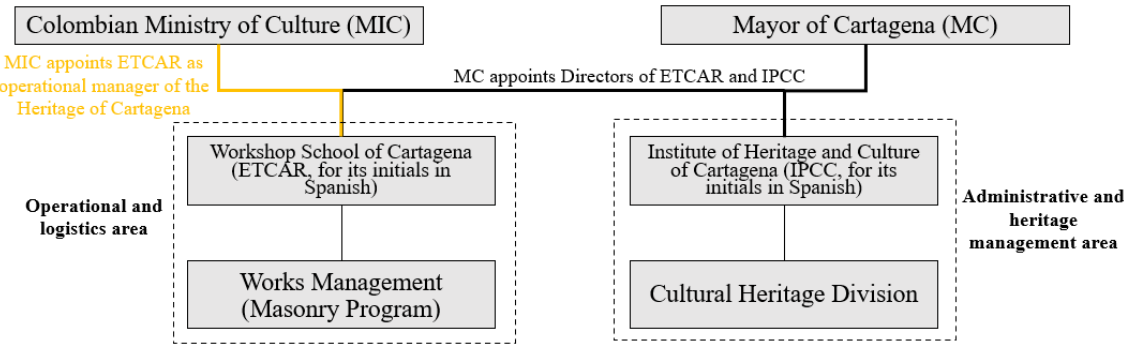 Colombian Ministry of Culture (MIC)
Mayor of Cartagena (MC)
MIC appoints ETCAR as
operational manager of the
Heritage of Cartagena
MC appoints Directors of ETCAR and IPCC
Workshop School of Cartagena
(ETCAR, for its initials in
Spanish)
Institute of Heritage and Culture
of Cartagena (IPCC, for its
initials in Spanish)
Operational and
logistics area
Administrative and
heritage
management area
Works Management
(Masonry Program)
Cultural Heritage Division